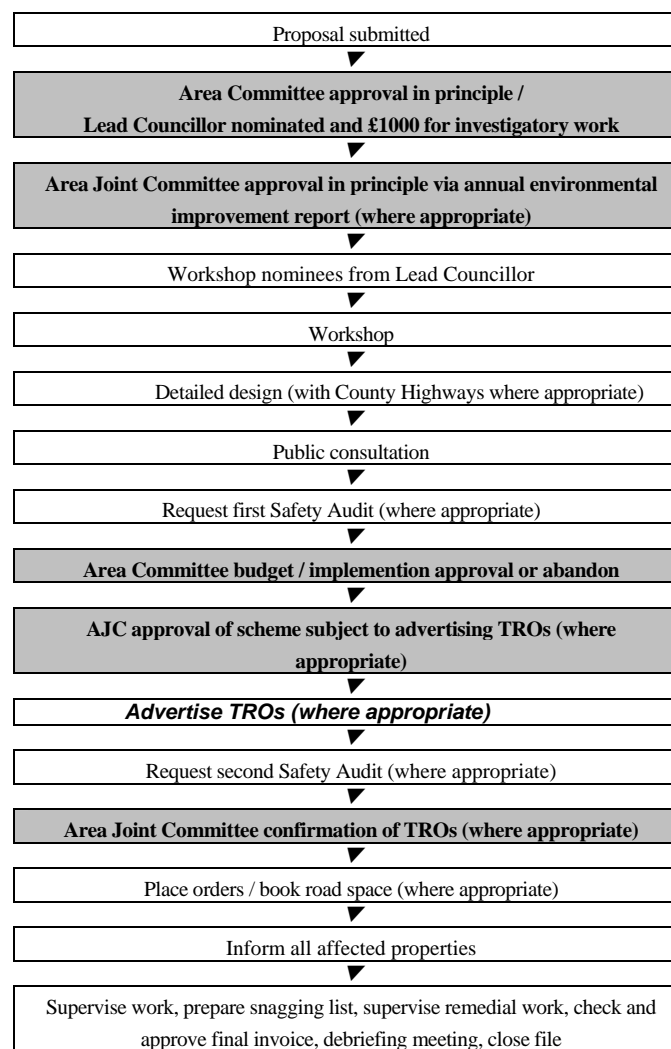 Proposal submitted
Area Committee approval in principle /
Lead Councillor nominated and £1000 for investigatory work
Area Joint Committee approval in principle via annual environmental
improvement report (where appropriate)
Workshop nominees from Lead Councillor
Workshop
Detailed design (with County Highways where appropriate)
Public consultation
Request first Safety Audit (where appropriate)
Area Committee budget / implemention approval or abandon
AJC approval of scheme subject to advertising TROs (where
appropriate)
Advertise TROs (where appropriate)
Request second Safety Audit (where appropriate)
Area Joint Committee confirmation of TROs (where appropriate)
Place orders / book road space (where appropriate)
Inform all affected properties
Supervise work, prepare snagging list, supervise remedial work, check and
approve final invoice, debriefing meeting, close file